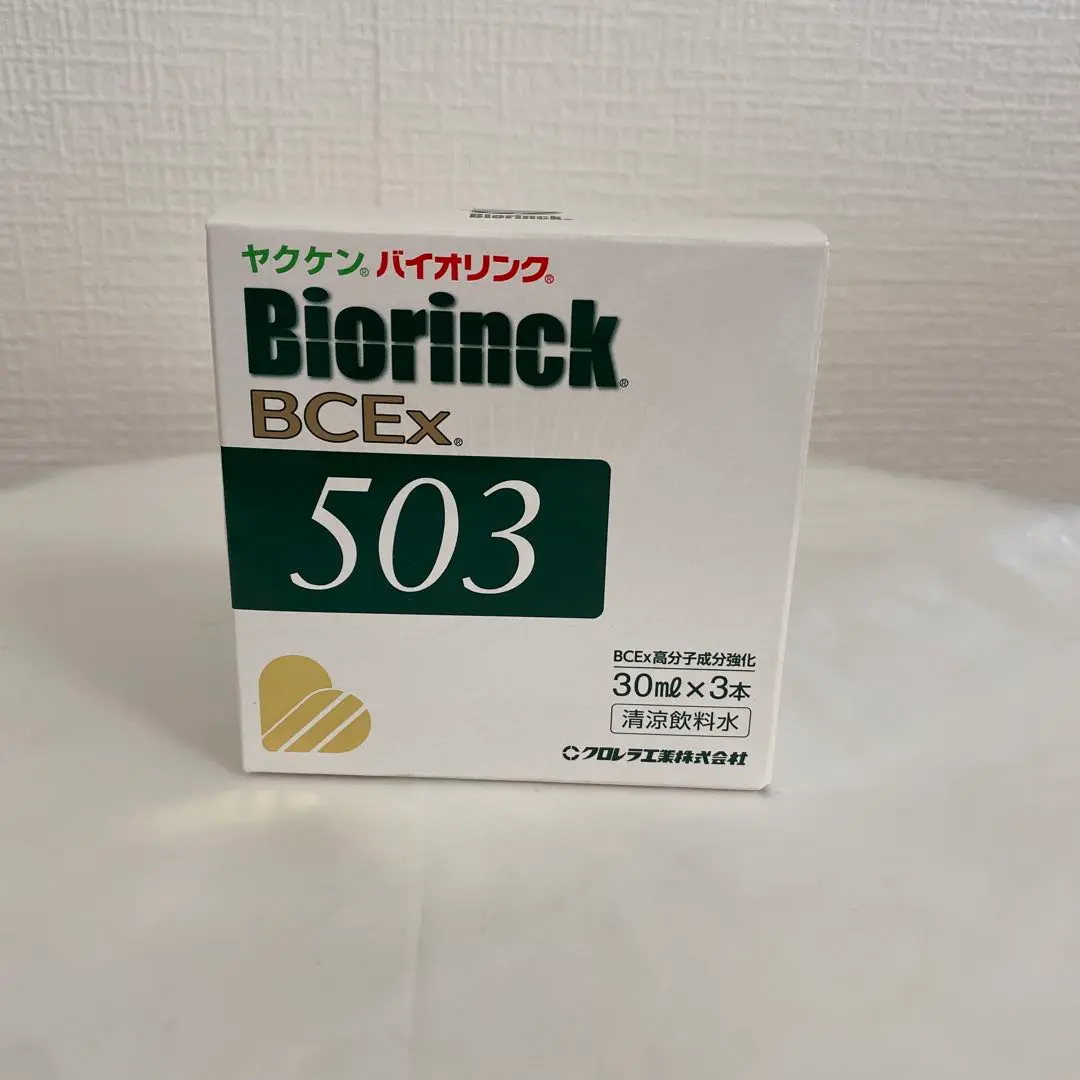 Biorinck
ヤクケン® バイオリンク®
Biorinck®
BCEx®
503
BCEx高分子成分強化
30ml×3本
清涼飲料水
クロレラ工業株式会社